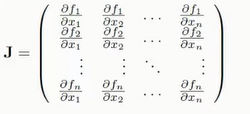 J = ( ∂f₁/∂x₁ ∂f₁/∂x₂ ⋯ ∂f₁/∂xₙ
∂f₂/∂x₁ ∂f₂/∂x₂ ⋯ ∂f₂/∂xₙ
⋮ ⋮ ⋱ ⋮
∂fₙ/∂x₁ ∂fₙ/∂x₂ ⋯ ∂fₙ/∂xₙ )